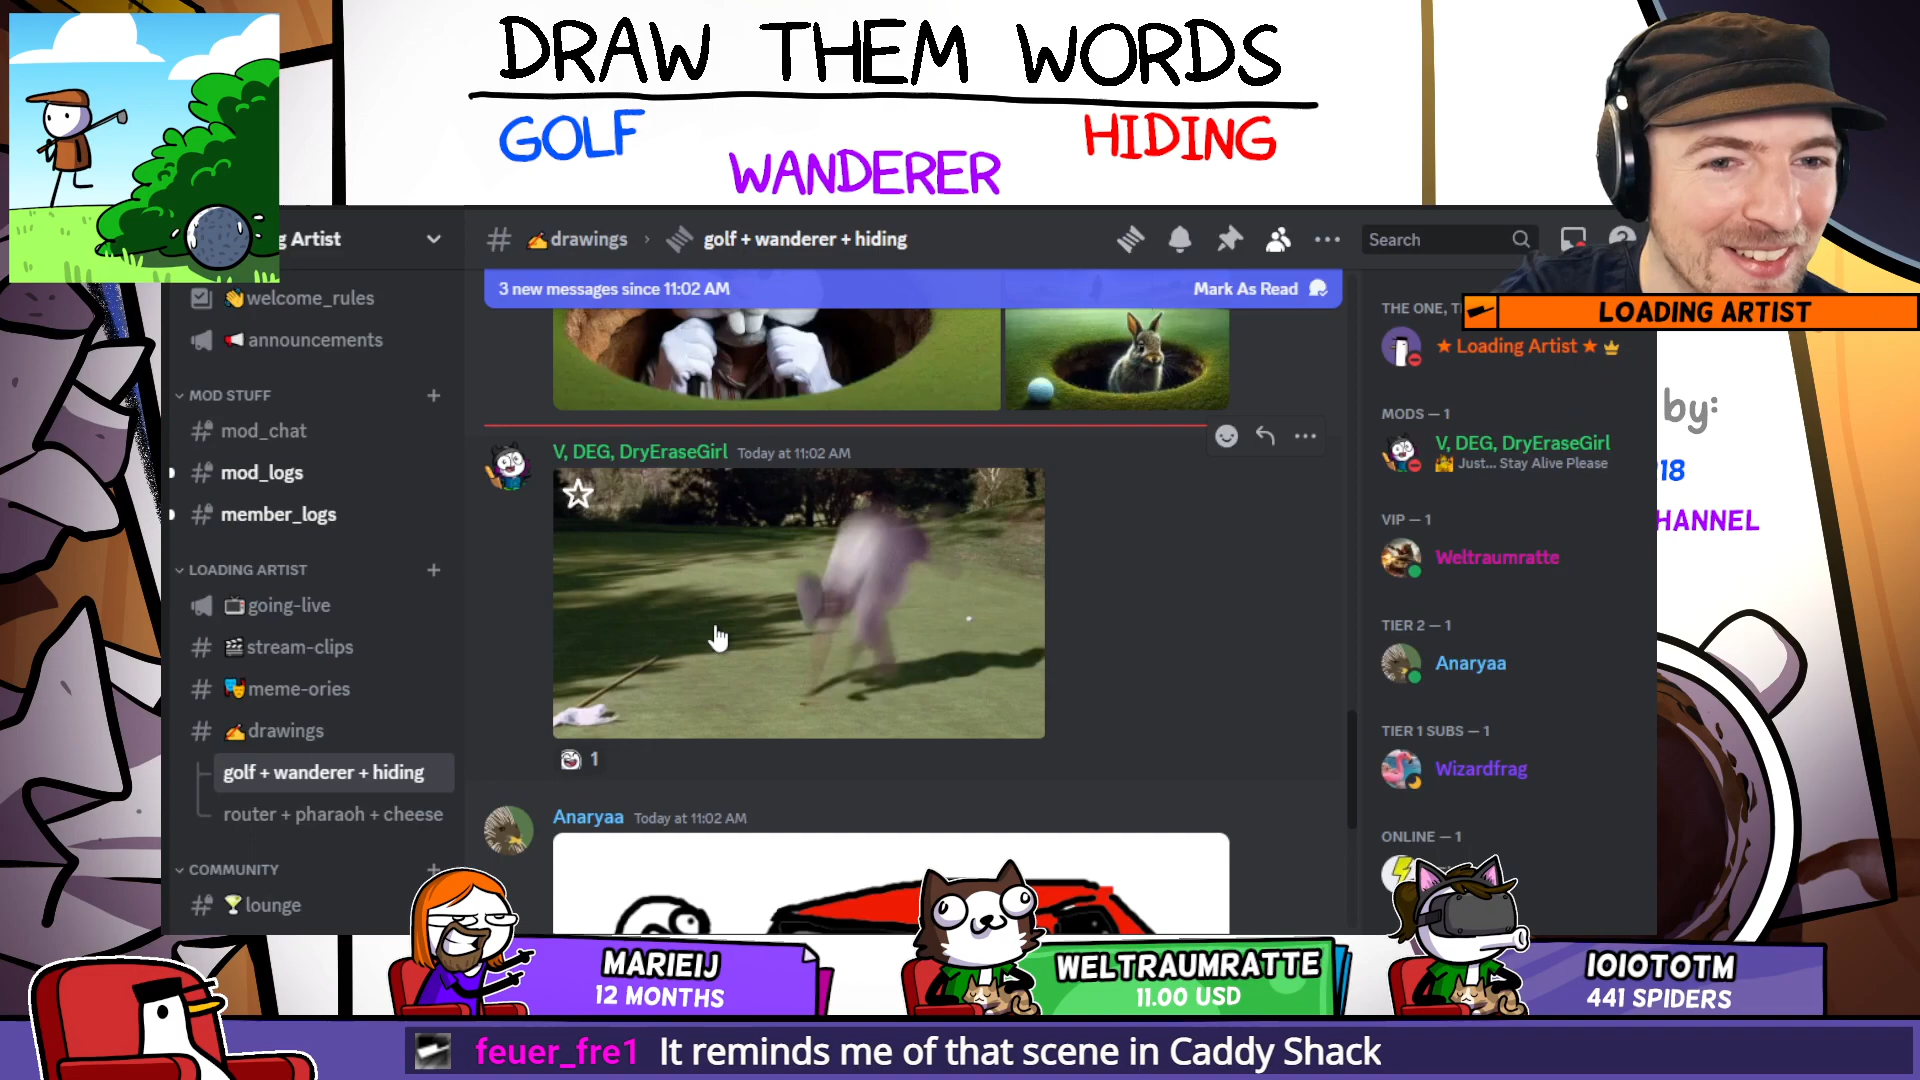 DRAW THEM WORDS
GOLF
HIDING
WANDERER
g Artist
drawings
golf + wanderer + hiding
Search
3 new messages since 11:02 AM
Mark As Read
welcome_rules
announcements
MOD STUFF
mod_chat
mod_logs
member_logs
LOADING ARTIST
going-live
stream-clips
meme-ories
drawings
golf + wanderer + hiding
router + pharaoh + cheese
COMMUNITY
lounge
V, DEG, DryEraseGirl Today at 11:02 AM
1
Anaryaa Today at 11:02 AM
LOADING ARTIST
THE ONE, T
★ Loading Artist ★
MODS — 1
V, DEG, DryEraseGirl
Just... Stay Alive Please
VIP — 1
Weltraumratte
TIER 2 — 1
Anaryaa
TIER 1 SUBS — 1
Wizardfrag
ONLINE — 1
by:
18
HANNEL
MARIEIJ
12 MONTHS
WELTRAUMRATTE
11.00 USD
IOIOTOTM
441 SPIDERS
feuer_fre1 It reminds me of that scene in Caddy Shack